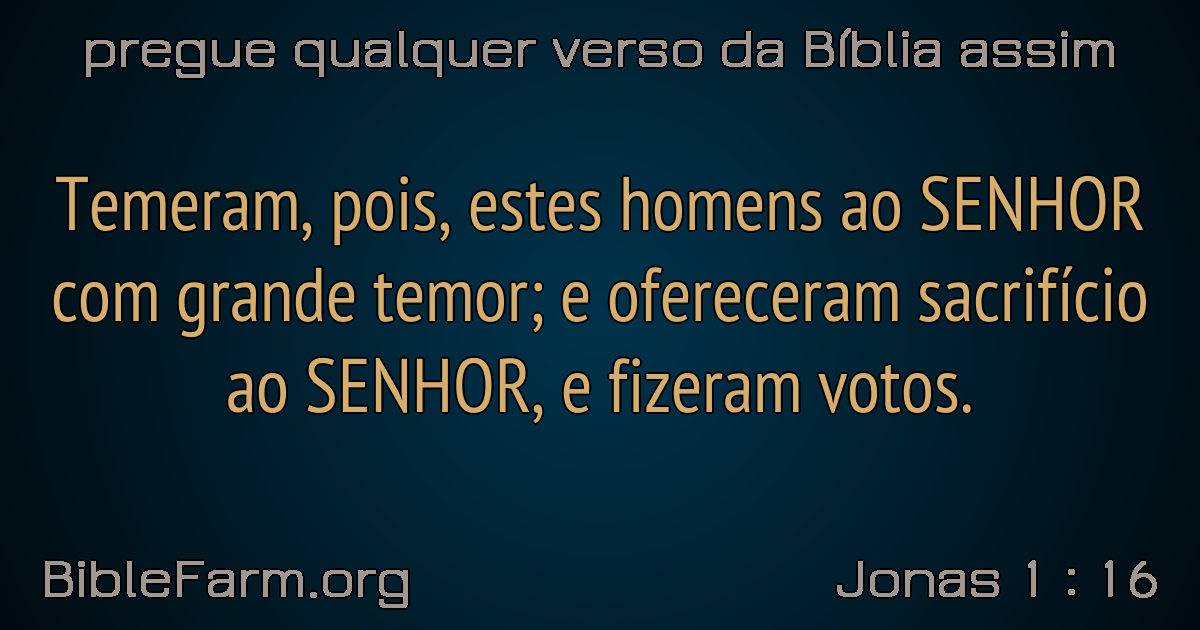 pregue qualquer verso da Bíblia assim
Temeram, pois, estes homens ao SENHOR
com grande temor; e ofereceram sacrifício
ao SENHOR, e fizeram votos.
BibleFarm.org
Jonas 1 : 16